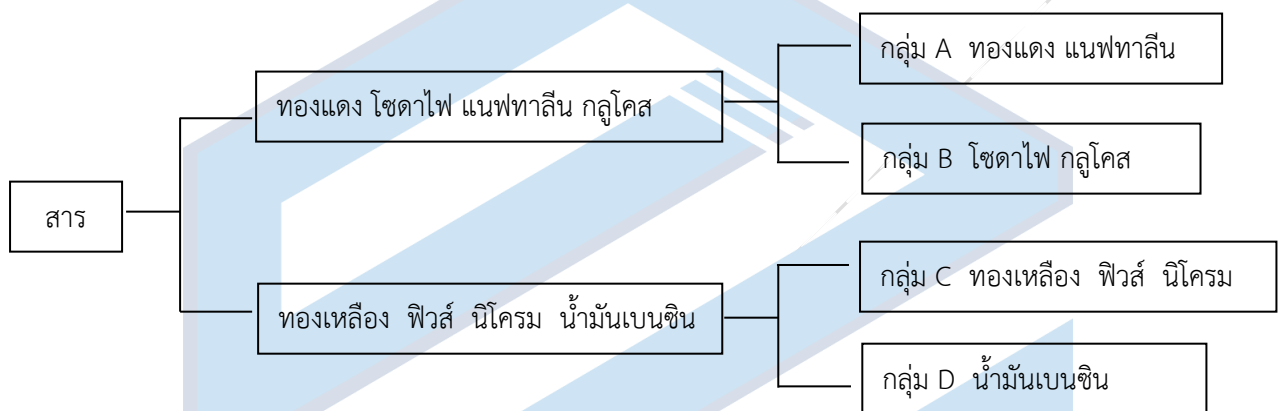 กลุ่ม A ทองแดง แนฟทาลีน
ทองแดง โซดาไฟ แนฟทาลีน กลูโคส
กลุ่ม B โซดาไฟ กลูโคส
สาร
กลุ่ม C ทองเหลือง ฟิวส์ นิโครม
ทองเหลือง ฟิวส์ นิโครม น้ำมันเบนซิน
กลุ่ม D น้ำมันเบนซิน